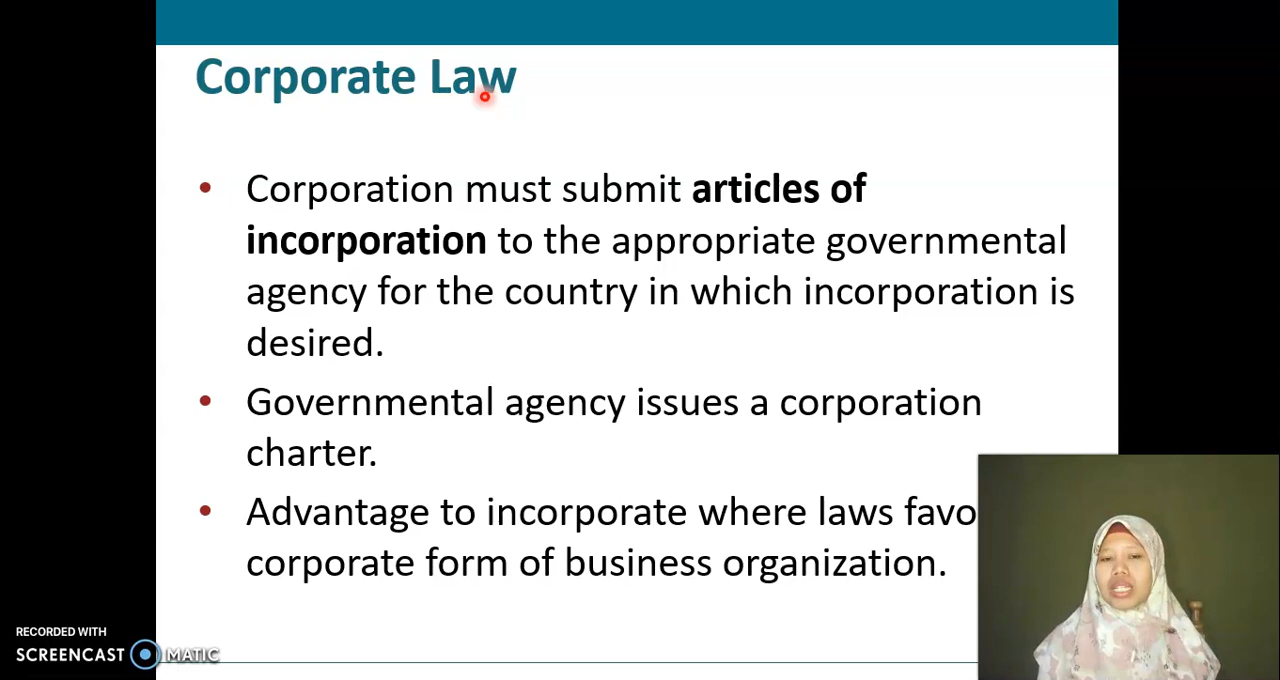 Corporate Law
• Corporation must submit articles of
incorporation to the appropriate governmental
agency for the country in which incorporation is
desired.
• Governmental agency issues a corporation
charter.
• Advantage to incorporate where laws
corporate form of business organization.
RECORDED WITH
SCREENCAST MATIC